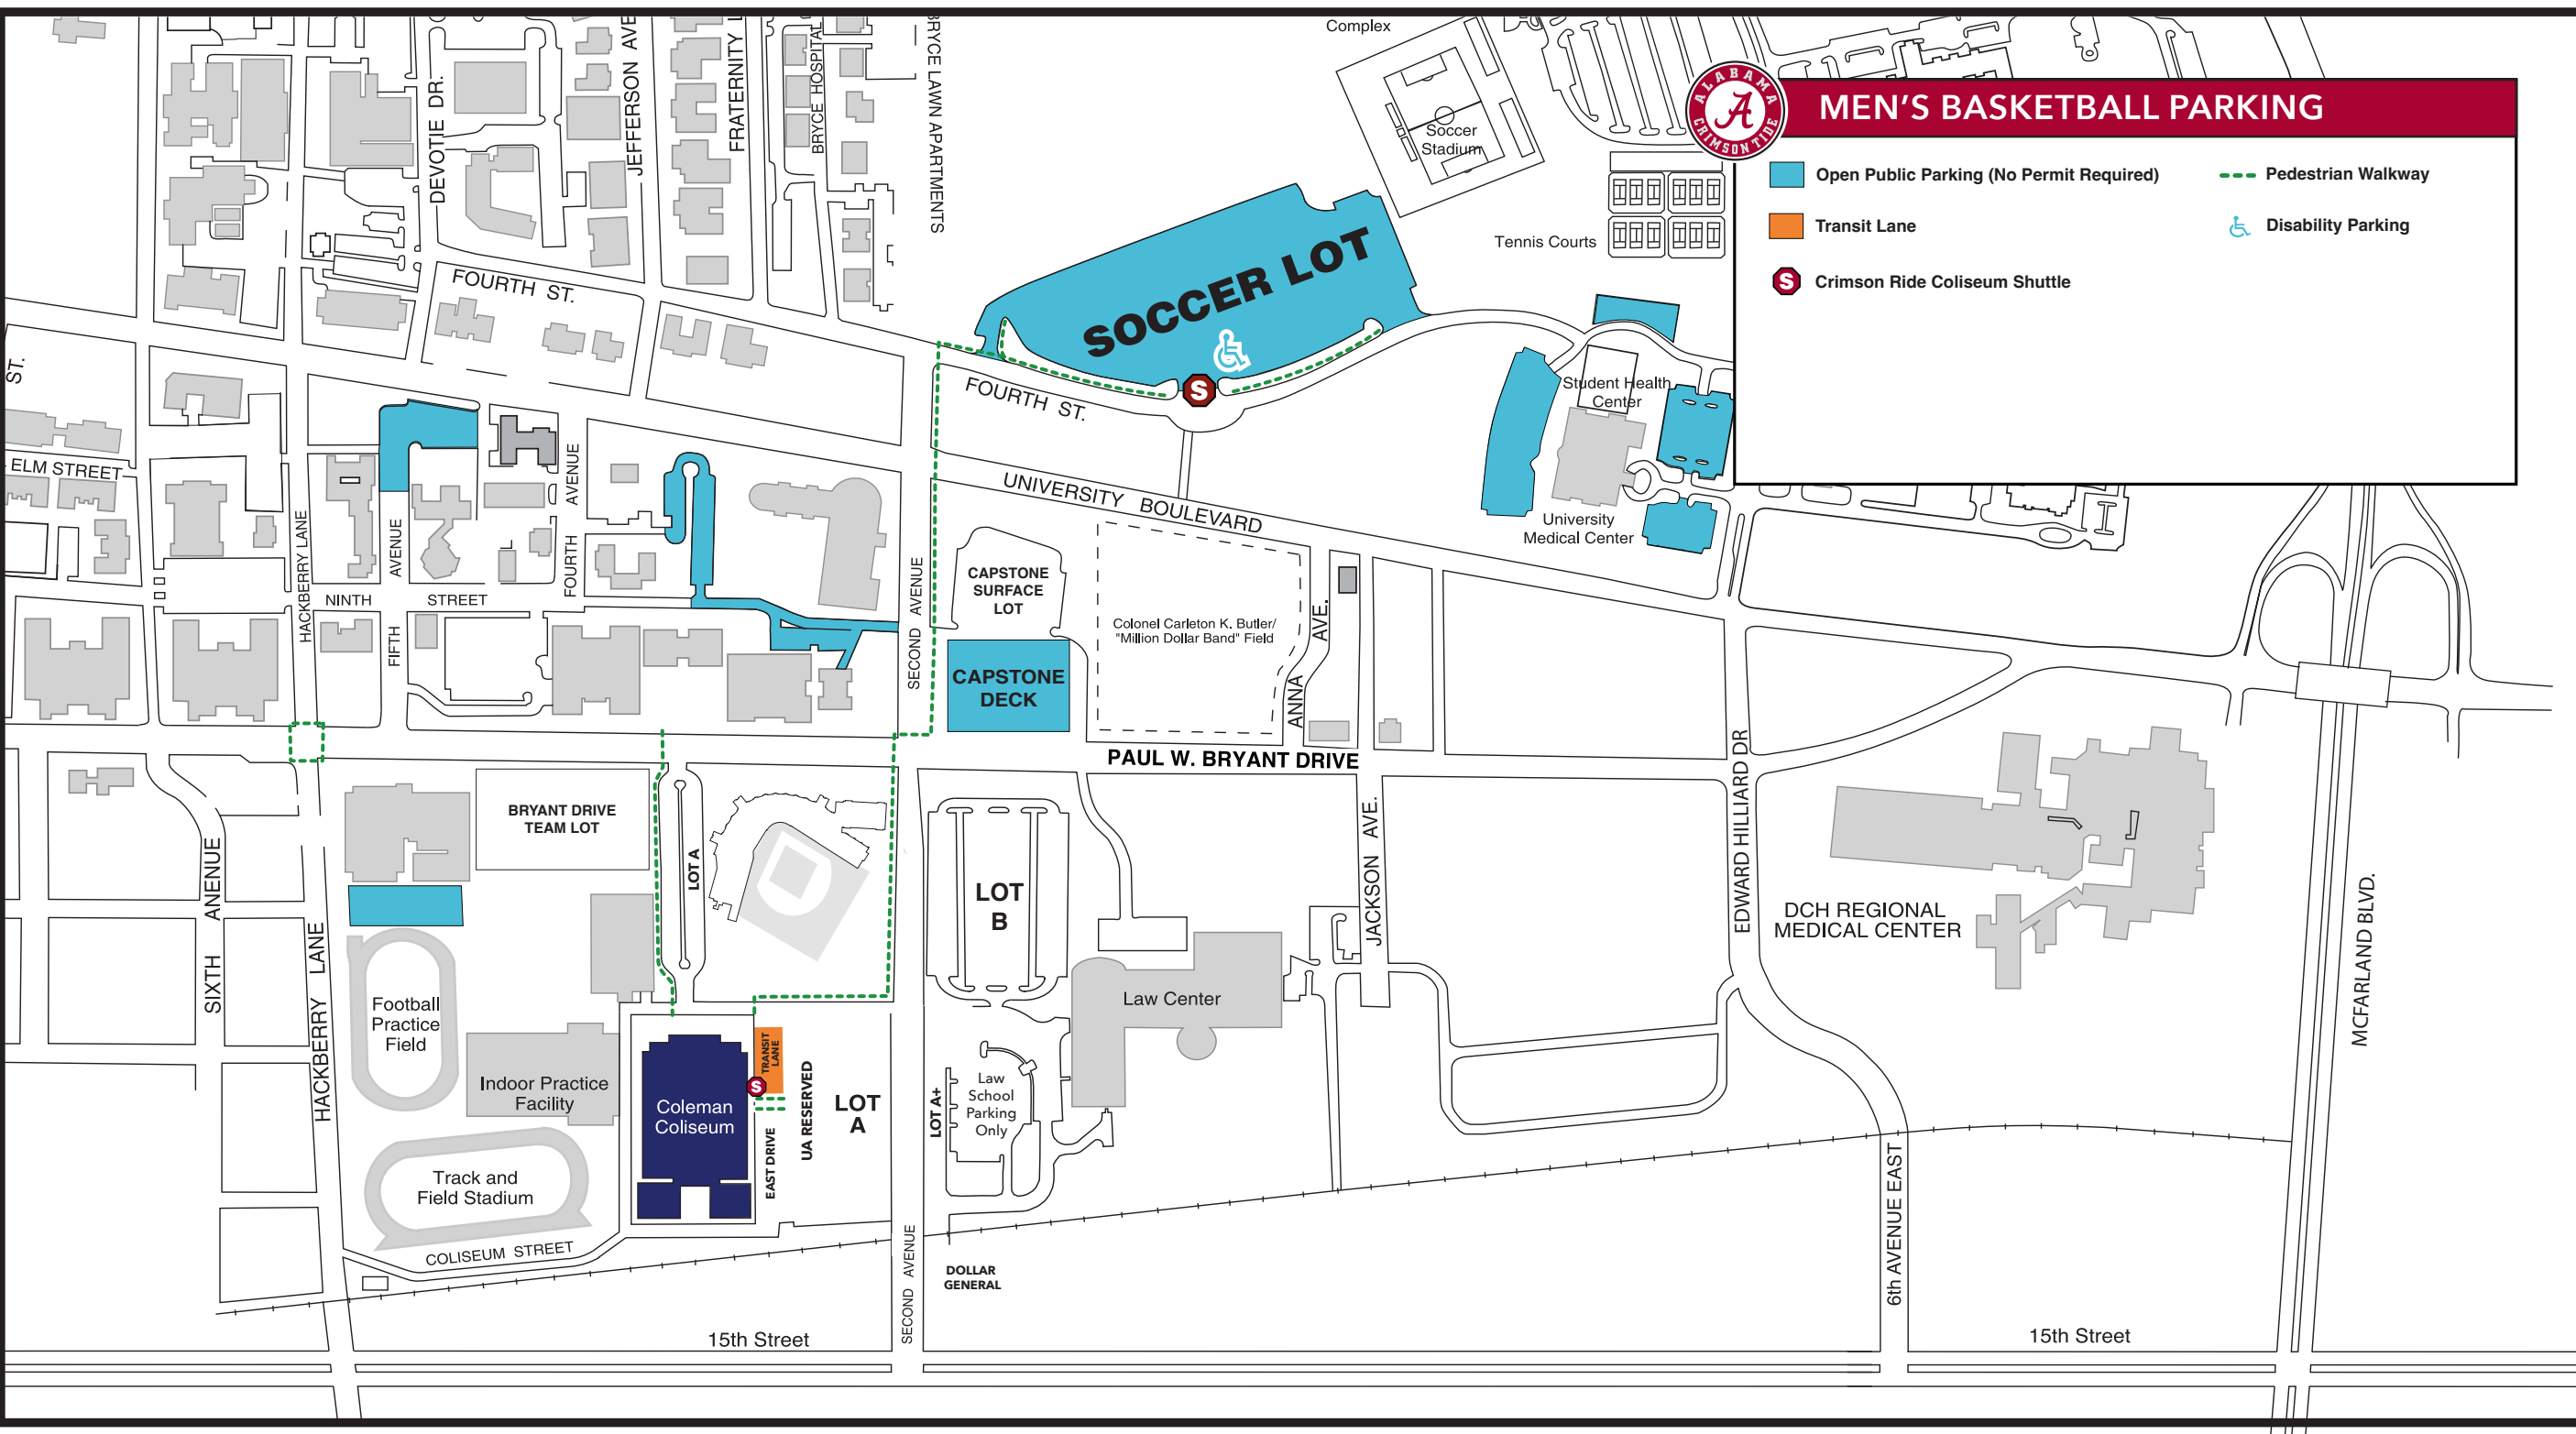 Complex
BRYCE LAWN APARTMENTS
BRYCE HOSPITAL
DEVOTIE DR.
JEFFERSON AVE
FRATERNITY
Soccer
Stadium
Tennis Courts
ALABAMA
A
CRIMSON TIDE
MEN'S BASKETBALL PARKING
Open Public Parking (No Permit Required)
Pedestrian Walkway
Transit Lane
Disability Parking
S
Crimson Ride Coliseum Shuttle
SOCCER LOT
S
FOURTH ST.
FOURTH ST.
ST.
Student Health
Center
ELM STREET
UNIVERSITY BOULEVARD
University
Medical Center
HACKBERRY LANE
FIFTH AVENUE
FOURTH AVENUE
NINTH STREET
SECOND AVENUE
CAPSTONE
SURFACE
LOT
Colonel Carleton K. Butler/
"Million Dollar Band" Field
ANNA AVE.
CAPSTONE
DECK
PAUL W. BRYANT DRIVE
EDWARD HILLIARD DR
BRYANT DRIVE
TEAM LOT
LOT A
LOT
B
JACKSON AVE.
DCH REGIONAL
MEDICAL CENTER
MCFARLAND BLVD.
SIXTH ANENUE
HACKBERRY LANE
Football
Practice
Field
Law Center
Indoor Practice
Facility
Coleman
Coliseum
TRANSIT
LANE
S
EAST DRIVE
UA RESERVED
LOT
A
LOT A+
Law
School
Parking
Only
Track and
Field Stadium
COLISEUM STREET
SECOND AVENUE
DOLLAR
GENERAL
6th AVENUE EAST
15th Street
15th Street